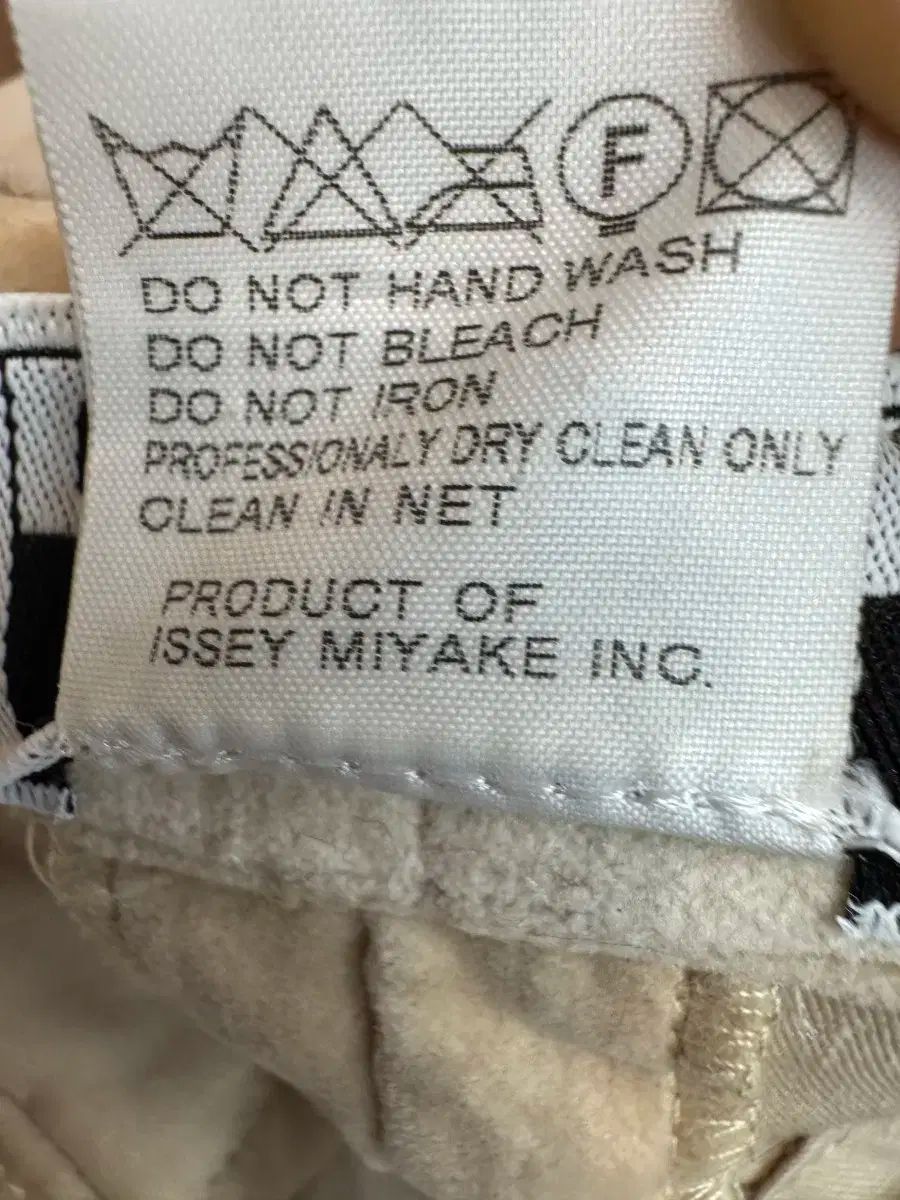 F
DO NOT HAND WASH
DO NOT BLEACH
DO NOT IRON
PROFESSIONALY DRY CLEAN ONLY
CLEAN IN NET
PRODUCT OF
ISSEY MIYAKE INC.